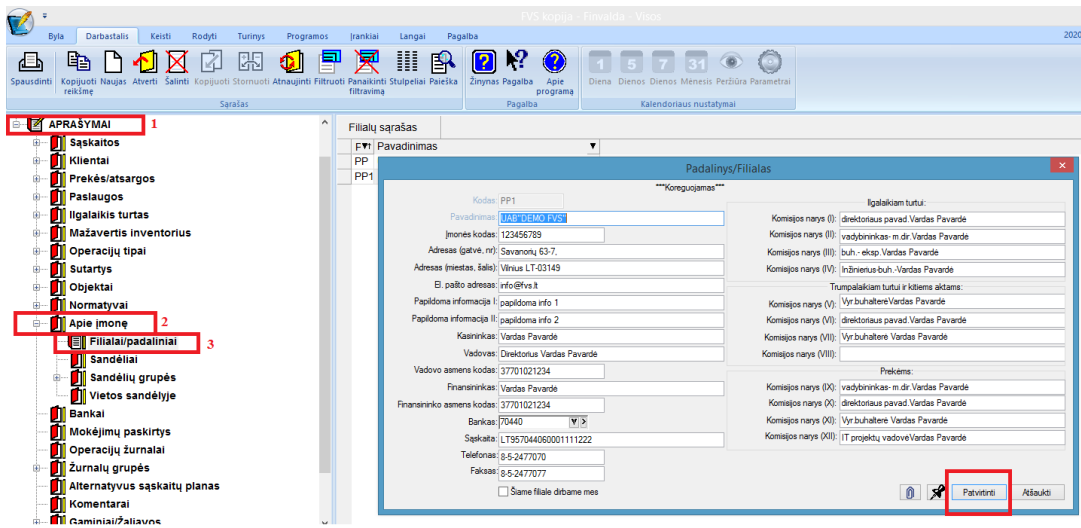 FVS kopija - Finvalda - Visos
Byla Darbastalis Keisti Rodyti Turinys Programos Įrankiai Langai Pagalba
2020
Spausdinti Kopijuoti reikšmę Naujas Atverti Šalinti Kopijuoti Stornuoti Atnaujinti Filtruoti Panaikinti filtravimą Stulpeliai Paieška Žinynas Pagalba Apie programą Diena Dienos Dienos Mėnesis Peržiūra Parametrai
1 5 7 31
Sąrašas Pagalba Kalendoriaus nustatymai
APRAŠYMAI 1
Sąskaitos
Klientai
Prekės/atsargos
Paslaugos
Ilgalaikis turtas
Mažavertis inventorius
Operacijų tipai
Sutartys
Objektai
Normatyvai
Apie įmonę 2
Filialai/padaliniai 3
Sandėliai
Sandėlių grupės
Vietos sandėlyje
Bankai
Mokėjimų paskirtys
Operacijų žurnalai
Žurnalų grupės
Alternatyvus sąskaitų planas
Komentarai
Gaminiai/Žaliavos
Filialų sąrašas
Pavadinimas
PP
PP1
Padalinys/Filialas
***Koreguojamas***
Kodas: PP1
Pavadinimas: UAB"DEMO FVS"
Įmonės kodas: 123456789
Adresas (gatvė, nr): Savanorių 63-7,
Adresas (miestas, šalis): Vilnius LT-03149
El. pašto adresas: info@fvs.lt
Papildoma informacija I: papildoma info 1
Papildoma informacija II: papildoma info 2
Kasininkas: Vardas Pavardė
Vadovas: Direktorius Vardas Pavardė
Vadovo asmens kodas: 37701021234
Finansininkas: Vardas Pavardė
Finansininko asmens kodas: 37701021234
Bankas: 70440
Sąskaita: LT957044060001111222
Telefonas: 8-5-2477070
Faksas: 8-5-2477077
Šiame filiale dirbame mes
Ilgalaikiam turtui:
Komisijos narys (I): direktoriaus pavad.Vardas Pavardė
Komisijos narys (II): vadybininkas- m.dir.Vardas Pavardė
Komisijos narys (III): buh.- eksp.Vardas Pavardė
Komisijos narys (IV): Inžinierius-buh.-Vardas Pavardė
Trumpalaikiam turtui ir kitiems aktams:
Komisijos narys (V): Vyr.buhalterėVardas Pavardė
Komisijos narys (VI): direktoriaus pavad.Vardas Pavardė
Komisijos narys (VII): Vyr.buhalterė Vardas Pavardė
Komisijos narys (VIII):
Prekėms:
Komisijos narys (IX): vadybininkas- m.dir.Vardas Pavardė
Komisijos narys (X): direktoriaus pavad.Vardas Pavardė
Komisijos narys (XI): Vyr.buhalterė Vardas Pavardė
Komisijos narys (XII): IT projektų vadovėVardas Pavardė
Patvirtinti Atšaukti